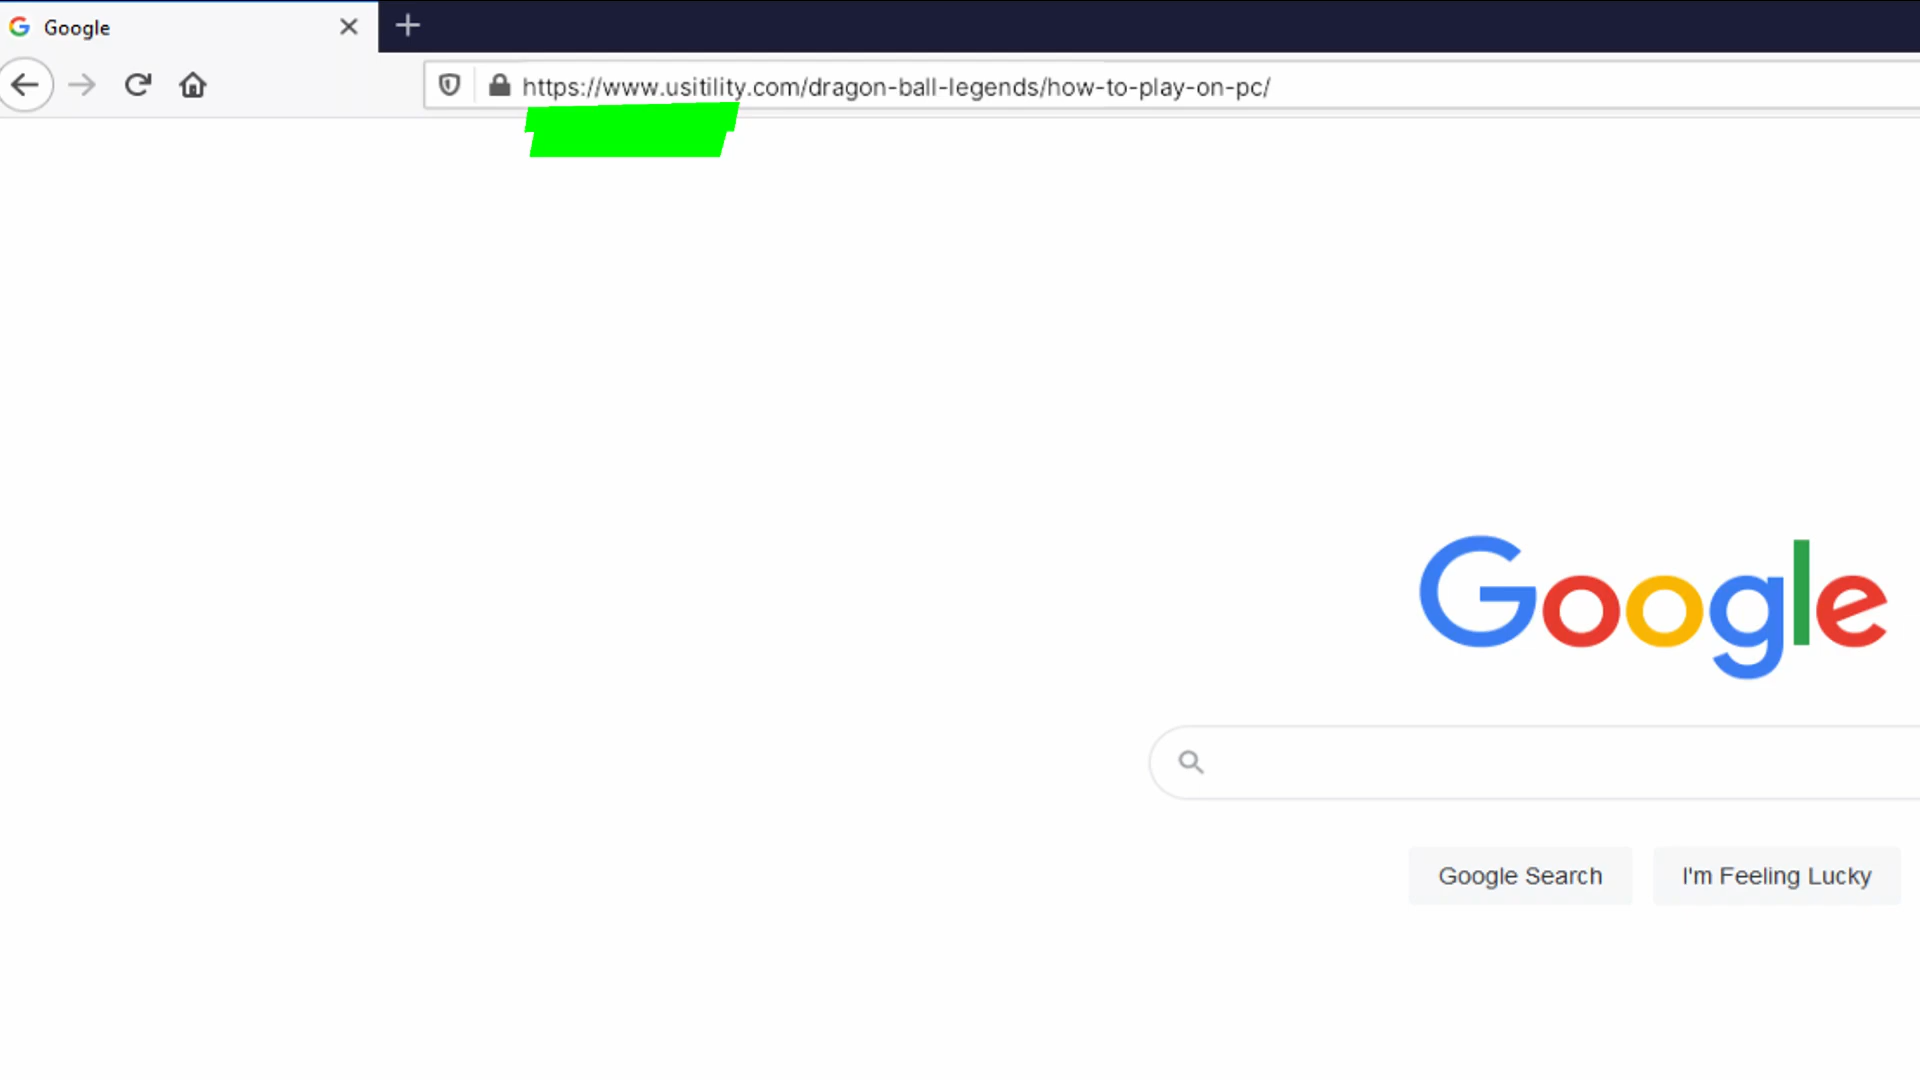 Google
https://www.usitility.com/dragon-ball-legends/how-to-play-on-pc/
Google
Google Search
I'm Feeling Lucky